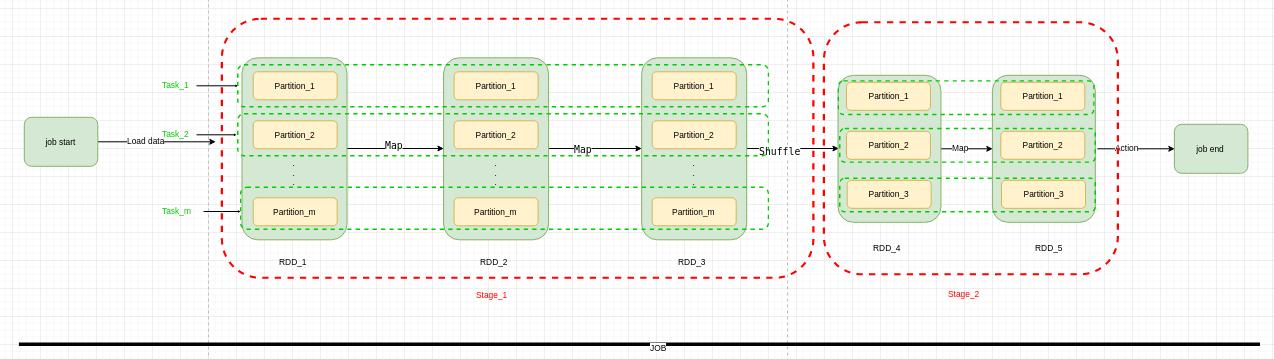 job start
Load data
Task_1
Task_2
Task_m
Partition_1
Partition_2
.
.
.
Partition_m
RDD_1
Map
Partition_1
Partition_2
.
.
.
Partition_m
RDD_2
Map
Partition_1
Partition_2
.
.
.
Partition_m
RDD_3
Stage_1
Shuffle
Partition_1
Partition_2
Partition_3
RDD_4
Map
Partition_1
Partition_2
Partition_3
RDD_5
Stage_2
Action
job end
JOB